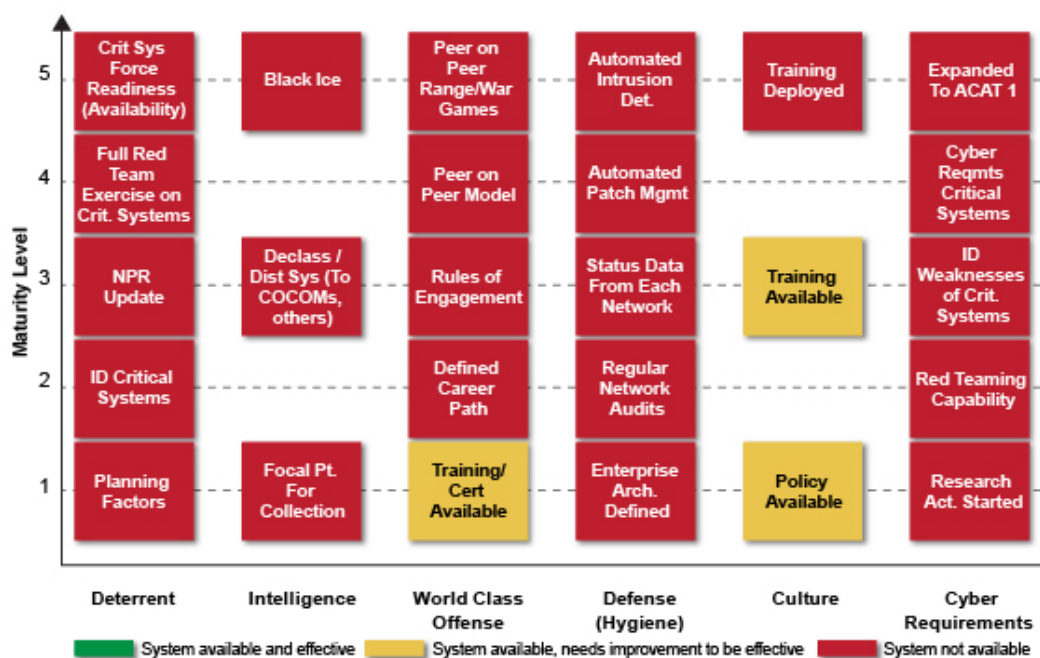 5
Crit Sys
Force
Readiness
(Availability)
Black Ice
Peer on
Peer
Range/War
Games
Automated
Intrusion
Det.
Training
Deployed
Expanded
To ACAT 1
4
Full Red
Team
Exercise on
Crit. Systems
Peer on
Peer Model
Automated
Patch Mgmt
Cyber
Reqmts
Critical
Systems
Maturity Level
3
NPR
Update
Declass /
Dist Sys (To
COCOMs,
others)
Rules of
Engagement
Status Data
From Each
Network
Training
Available
ID
Weaknesses
of Crit.
Systems
2
ID Critical
Systems
Defined
Career
Path
Regular
Network
Audits
Red Teaming
Capability
1
Planning
Factors
Focal Pt.
For
Collection
Training/
Cert
Available
Enterprise
Arch.
Defined
Policy
Available
Research
Act. Started
Deterrent
Intelligence
World Class
Offense
Defense
(Hygiene)
Culture
Cyber
Requirements
System available and effective
System available, needs improvement to be effective
System not available